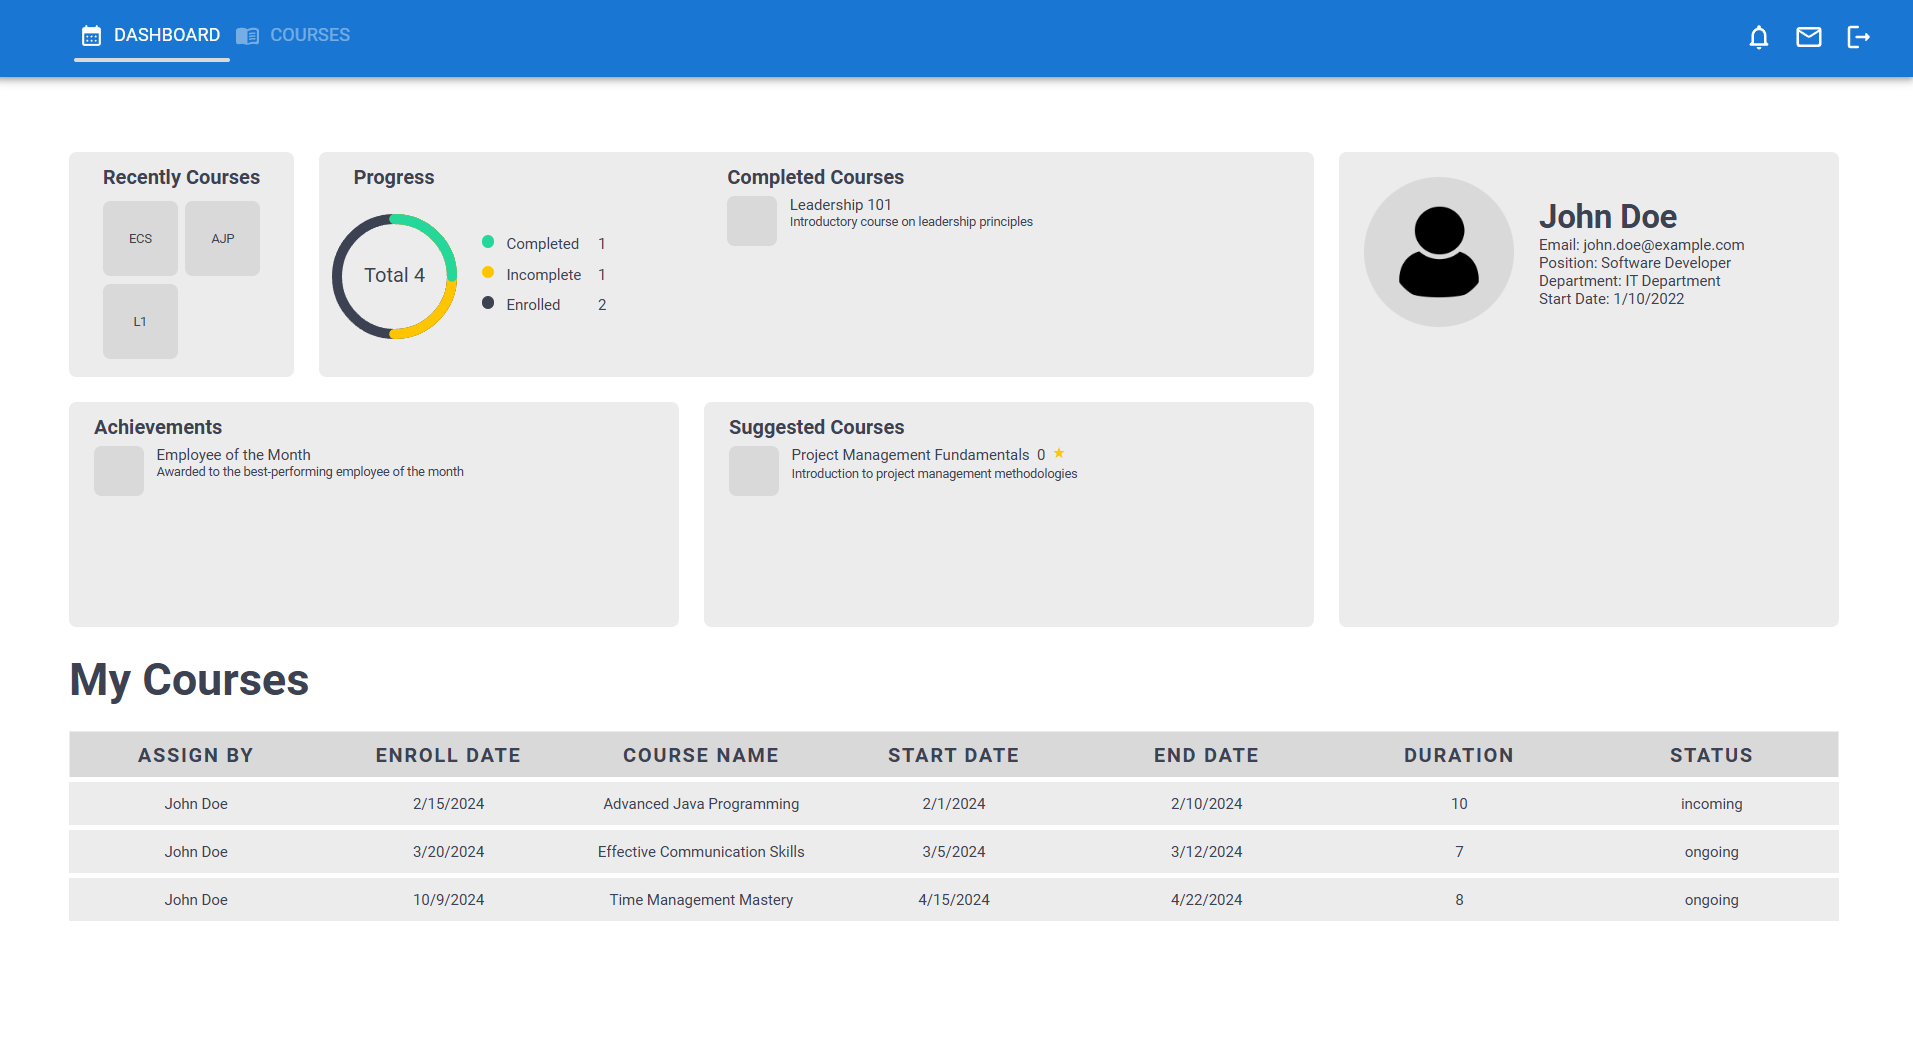 DASHBOARD COURSES
Recently Courses
ECS AJP
L1
Progress
Total 4
Completed 1
Incomplete 1
Enrolled 2
Completed Courses
Leadership 101
Introductory course on leadership principles
John Doe
Email: john.doe@example.com
Position: Software Developer
Department: IT Department
Start Date: 1/10/2022
Achievements
Employee of the Month
Awarded to the best-performing employee of the month
Suggested Courses
Project Management Fundamentals 0 ★
Introduction to project management methodologies
My Courses
ASSIGN BY ENROLL DATE COURSE NAME START DATE END DATE DURATION STATUS
John Doe 2/15/2024 Advanced Java Programming 2/1/2024 2/10/2024 10 incoming
John Doe 3/20/2024 Effective Communication Skills 3/5/2024 3/12/2024 7 ongoing
John Doe 10/9/2024 Time Management Mastery 4/15/2024 4/22/2024 8 ongoing